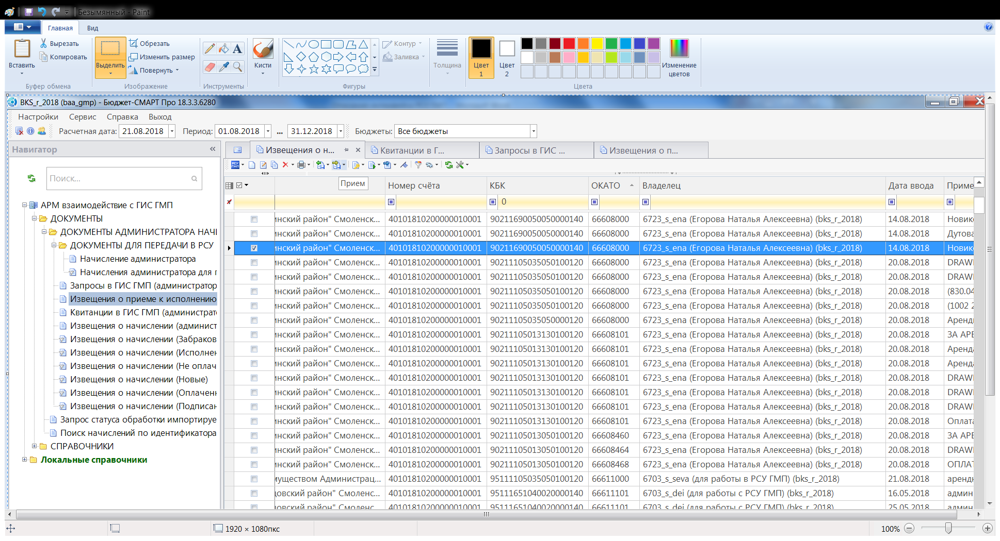 Безымянный - Paint
Главная Вид
Вставить
Вырезать
Копировать
Буфер обмена
Выделить
Обрезать
Изменить размер
Повернуть
Изображение
Инструменты
Кисти
Фигуры
Контур
Заливка
Толщина
Цвет 1
Цвет 2
Изменение цветов
Цвета
BKS_r_2018 (baa_gmp) - Бюджет-СМАРТ Про 18.3.3.6280
Настройки Сервис Справка Выход
Расчетная дата: 21.08.2018 Период: 01.08.2018 ... 31.12.2018 Бюджеты: Все бюджеты
Навигатор
Поиск...
АРМ взаимодействие с ГИС ГМП
ДОКУМЕНТЫ
ДОКУМЕНТЫ АДМИНИСТРАТОРА НАЧІ
ДОКУМЕНТЫ ДЛЯ ПЕРЕДАЧИ В РСУ
Начисление администратора
Начисления администратора для г
Запросы в ГИС ГМП (администратор
Извещения о приеме к исполнению
Квитанции в ГИС ГМП (администрат
Извещения о начислении (админист
Извещения о начислении (Забраков
Извещения о начислении (Исполнен
Извещения о начислении (Не оплач
Извещения о начислении (Новые)
Извещения о начислении (Оплаченн
Извещения о начислении (Подписан
Запрос статуса обработки импортируе
Поиск начислений по идентификатора
СПРАВОЧНИКИ
Локальные справочники
Извещения о н... Квитанции в Г... Запросы в ГИС ... Извещения о п...
РСУ ГМП
Прием
Номер счёта КБК ОКАТО Владелец Дата ввода Приме
0
инский район" Смоленск... 40101810200000010001 90211690050050000140 66608000 6723_s_ena (Егорова Наталья Алексеевна) (bks_r_2018) 14.08.2018 Новик
инский район" Смоленск... 40101810200000010001 90211690050050000140 66608000 6723_s_ena (Егорова Наталья Алексеевна) (bks_r_2018) 14.08.2018 Дутова
инский район" Смоленск... 40101810200000010001 90211690050050000140 66608000 6723_s_ena (Егорова Наталья Алексеевна) (bks_r_2018) 14.08.2018 Новик
инский район" Смоленск... 40101810200000010001 90211105035050100120 66608000 6723_s_ena (Егорова Наталья Алексеевна) (bks_r_2018) 20.08.2018 DRAWI
инский район" Смоленск... 40101810200000010001 90211105035050100120 66608000 6723_s_ena (Егорова Наталья Алексеевна) (bks_r_2018) 20.08.2018 DRAWI
инский район" Смоленск... 40101810200000010001 90211105035050100120 66608000 6723_s_ena (Егорова Наталья Алексеевна) (bks_r_2018) 20.08.2018 (830.04
инский район" Смоленск... 40101810200000010001 90211105035050100120 66608000 6723_s_ena (Егорова Наталья Алексеевна) (bks_r_2018) 20.08.2018 (1002 2
инский район" Смоленск... 40101810200000010001 90211105035050000120 66608000 6723_s_ena (Егорова Наталья Алексеевна) (bks_r_2018) 20.08.2018 Аренд
инский район" Смоленск... 40101810200000010001 90211105013130100120 66608101 6723_s_ena (Егорова Наталья Алексеевна) (bks_r_2018) 20.08.2018 ЗА АРЕ
инский район" Смоленск... 40101810200000010001 90211105013130100120 66608101 6723_s_ena (Егорова Наталья Алексеевна) (bks_r_2018) 20.08.2018 Аренд
инский район" Смоленск... 40101810200000010001 90211105013130100120 66608101 6723_s_ena (Егорова Наталья Алексеевна) (bks_r_2018) 20.08.2018 Аренд
инский район" Смоленск... 40101810200000010001 90211105013130100120 66608101 6723_s_ena (Егорова Наталья Алексеевна) (bks_r_2018) 20.08.2018 DRAWI
инский район" Смоленск... 40101810200000010001 90211105013130100120 66608101 6723_s_ena (Егорова Наталья Алексеевна) (bks_r_2018) 20.08.2018 DRAWI
инский район" Смоленск... 40101810200000010001 90211105013130100120 66608101 6723_s_ena (Егорова Наталья Алексеевна) (bks_r_2018) 20.08.2018 DRAWI
инский район" Смоленск... 40101810200000010001 90211105013130100120 66608101 6723_s_ena (Егорова Наталья Алексеевна) (bks_r_2018) 20.08.2018 Оплата
инский район" Смоленск... 40101810200000010001 90211105013050100120 66608460 6723_s_ena (Егорова Наталья Алексеевна) (bks_r_2018) 20.08.2018 ЗА АРЕ
инский район" Смоленск... 40101810200000010001 90211105013050100120 66608464 6723_s_ena (Егорова Наталья Алексеевна) (bks_r_2018) 20.08.2018 DRAWI
инский район" Смоленск... 40101810200000010001 90211105013050100120 66608468 6723_s_ena (Егорова Наталья Алексеевна) (bks_r_2018) 20.08.2018 ОПЛАТ
муществом Администрац... 40101810200000010001 95111105035050100120 66611000 6703_s_seva (для работы в РСУ ГМП) (bks_r_2018) 21.08.2018 аренд
довский район" Смоленс... 40101810200000010001 95111651040020000140 66611101 6703_s_dei (для работы с РСУ ГМП) (bks_r_2018) 16.05.2018 админ
довский район" Смоленс... 40101810200000010001 95111651040020000140 66611101 6703_s_dei (для работы с РСУ ГМП) (bks_r_2018) 25.05.2018 админ
1920 × 1080пкс 100%